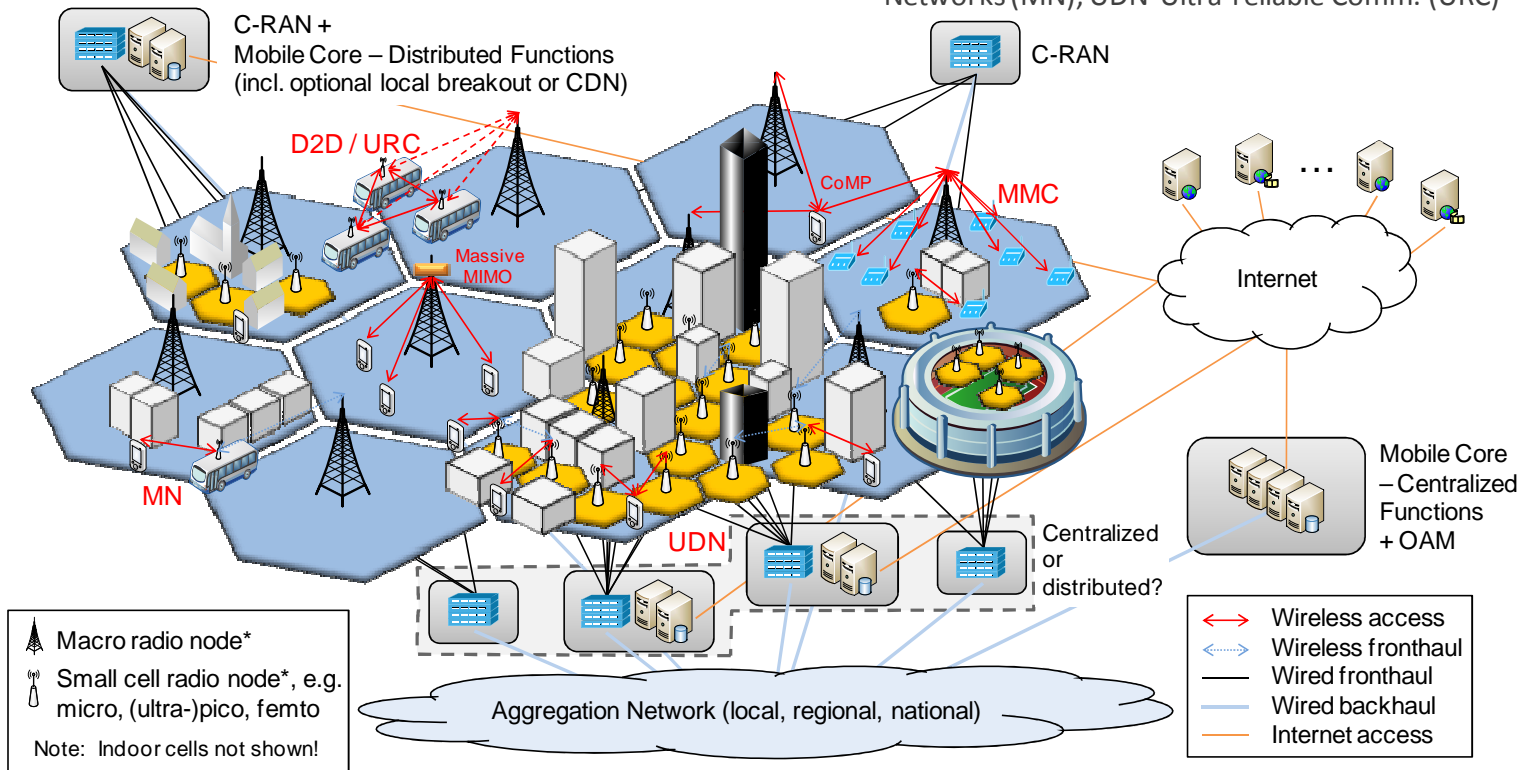 Networks (MN), UDN Ultra-reliable Comm. (URC)
C-RAN +
Mobile Core – Distributed Functions
(incl. optional local breakout or CDN)
C-RAN
D2D / URC
CoMP
MMC
...
Massive
MIMO
Internet
MN
UDN
Centralized
or
distributed?
Mobile Core
– Centralized
Functions
+ OAM
Macro radio node*
Small cell radio node*, e.g.
micro, (ultra-)pico, femto
Note: Indoor cells not shown!
Aggregation Network (local, regional, national)
Wireless access
Wireless fronthaul
Wired fronthaul
Wired backhaul
Internet access